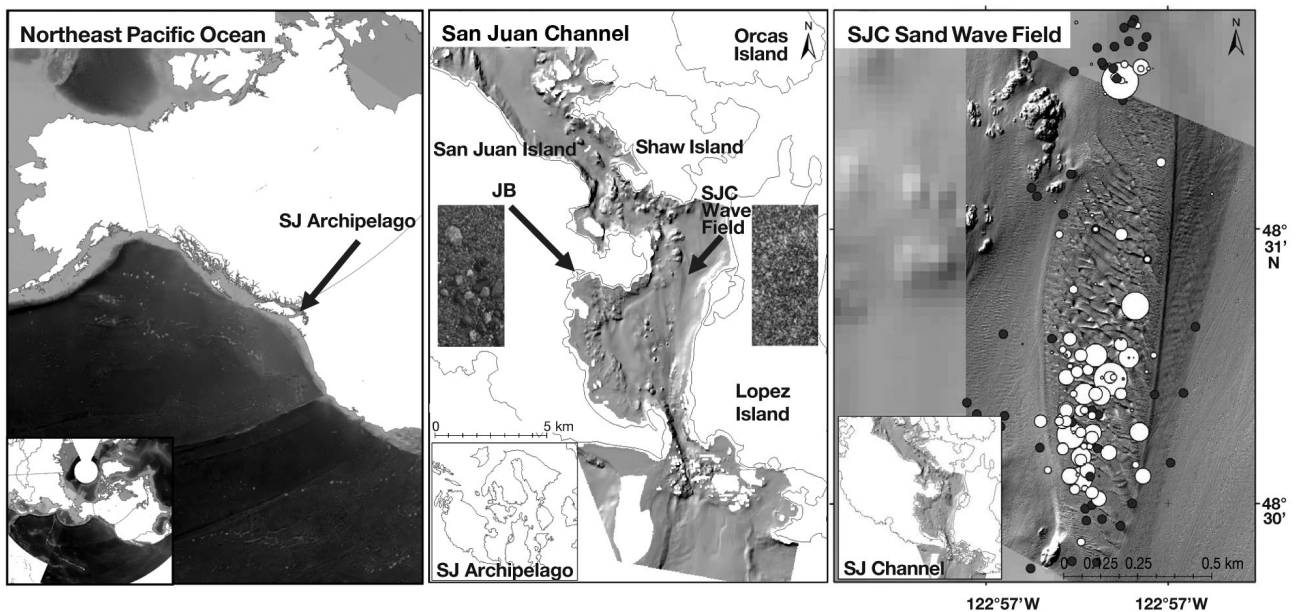 Northeast Pacific Ocean
SJ Archipelago
San Juan Channel
Orcas
Island
N
San Juan Island
Shaw Island
JB
SJC
Wave
Field
Lopez
Island
0 5 km
SJ Archipelago
SJC Sand Wave Field
N
48°
31'
N
48°
30'
SJ Channel
0 0.125 0.25 0.5 km
122°57'W 122°57'W